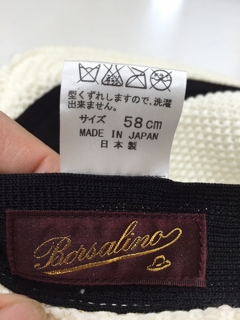 型くずれしますので、洗濯
出来ません。
サイズ 58cm
MADE IN JAPAN
日本製
Borsalino